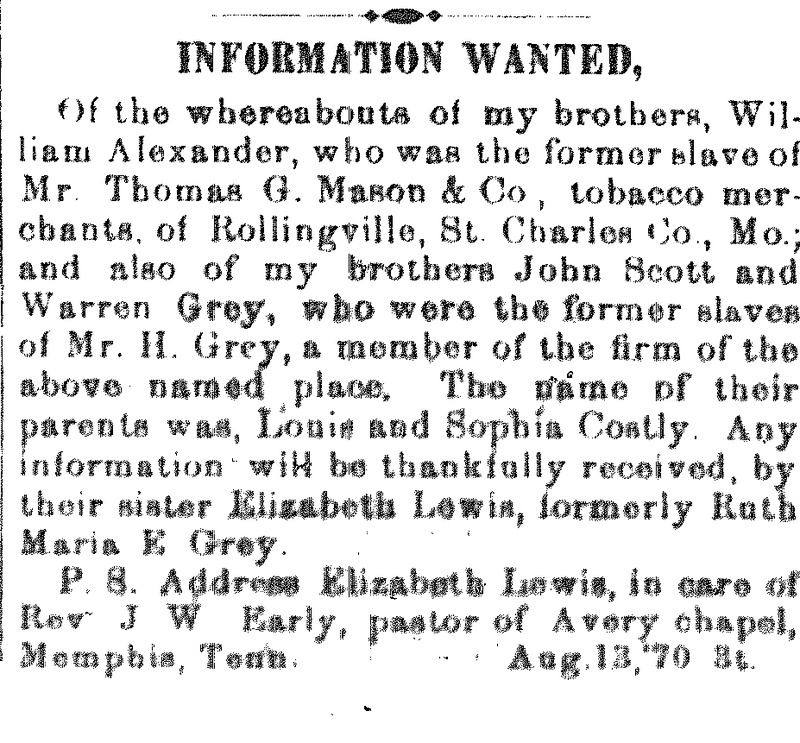 INFORMATION WANTED,
Of the whereabouts of my brothers, Wil-
liam Alexander, who was the former slave of
Mr. Thomas G. Mason & Co, tobacco mer-
chants, of Rollingville, St. Charles Co., Mo.;
and also of my brothers John Scott and
Warren Grey, who were the former slaves
of Mr. H. Grey, a member of the firm of the
above named place. The name of their
parents was, Louis and Sophia Costly. Any
information will be thankfully received, by
their sister Elizabeth Lewis, formerly Ruth
Maria E Grey.
P. S. Address Elizabeth Lewis, in care of
Rev J W Early, pastor of Avery chapel,
Memphis, Tenn. Aug.13,'70 3t.